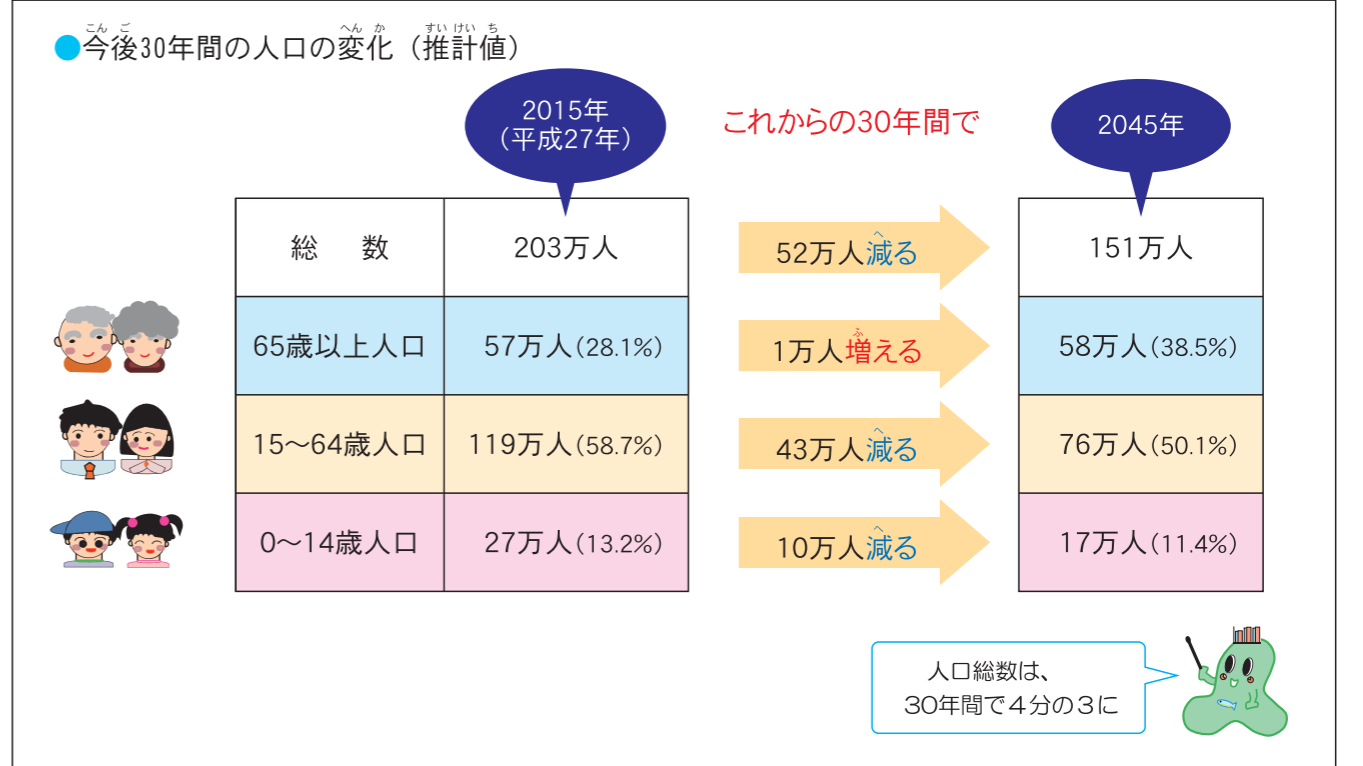 ●今後30年間の人口の変化（推計値）
こん ご へん か すい けい ち
2015年
（平成27年）
これからの30年間で
2045年
総 数 203万人
52万人減る
へ
151万人
65歳以上人口 57万人(28.1%)
1万人増える
ふ
58万人(38.5%)
15～64歳人口 119万人(58.7%)
43万人減る
へ
76万人(50.1%)
0～14歳人口 27万人(13.2%)
10万人減る
へ
17万人(11.4%)
人口総数は、
30年間で４分の３に